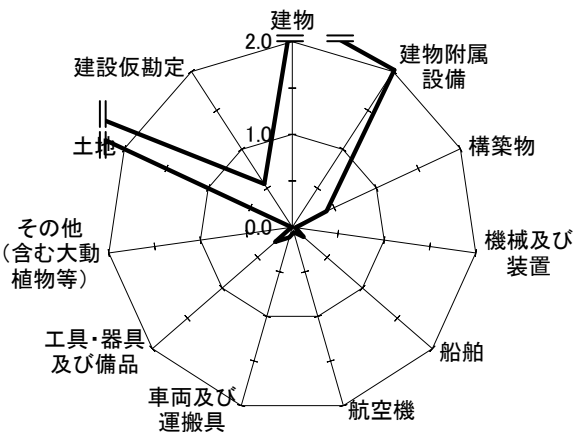 建物
2.0
建物附属
設備
建設仮勘定
1.0
土地
構築物
0.0
その他
(含む大動
植物等)
機械及び
装置
工具・器具
及び備品
船舶
車両及び
運搬具
航空機